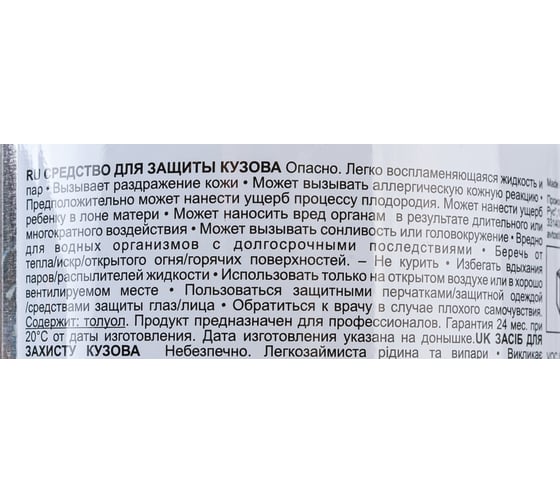 RU СРЕДСТВО ДЛЯ ЗАЩИТЫ КУЗОВА Опасно. Легко воспламеняющаяся жидкость и
пар • Вызывает раздражение кожи • Может вызывать аллергическую кожную реакцию •
Предположительно может нанести ущерб процессу плодородия. Может нанести ущерб
ребенку в лоне матери • Может наносить вред органам в результате длительного или
многократного воздействия • Может вызывать сонливость или головокружение • Вредно
для водных организмов с долгосрочными последствиями • Беречь от
тепла/искр/открытого огня/горячих поверхностей. – Не курить • Избегать вдыхания
паров/распылителей жидкости • Использовать только на открытом воздухе или в хорошо
вентилируемом месте • Пользоваться защитными перчатками/защитной одеждой
/средствами защиты глаз/лица • Обратиться к врачу в случае плохого самочувствия.
Содержит: толуол. Продукт предназначен для профессионалов. Гарантия 24 мес. при
20°С от даты изготовления. Дата изготовления указана на донышке. UK ЗАСІБ ДЛЯ
ЗАХИСТУ КУЗОВА Небезпечно. Легкозаймиста рідина та випари • Викликає